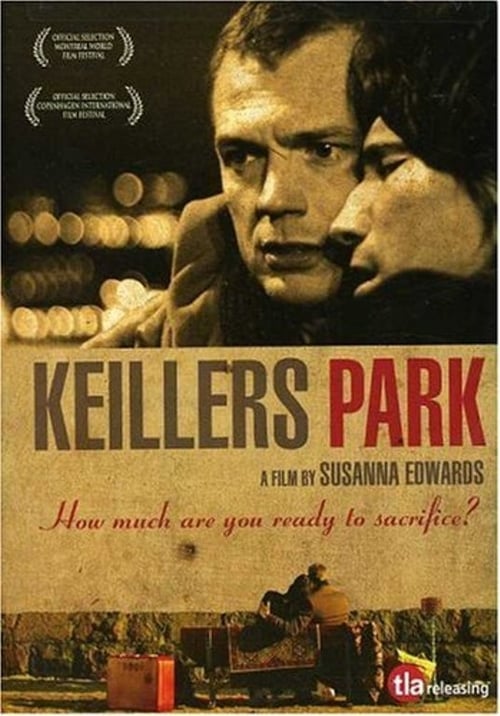 OFFICIAL SELECTION
MONTREAL WORLD
FILM FESTIVAL
OFFICIAL SELECTION
COPENHAGEN INTERNATIONAL
FILM FESTIVAL
KEILLERS PARK
A FILM BY SUSANNA EDWARDS
How much are you ready to sacrifice?
tla releasing